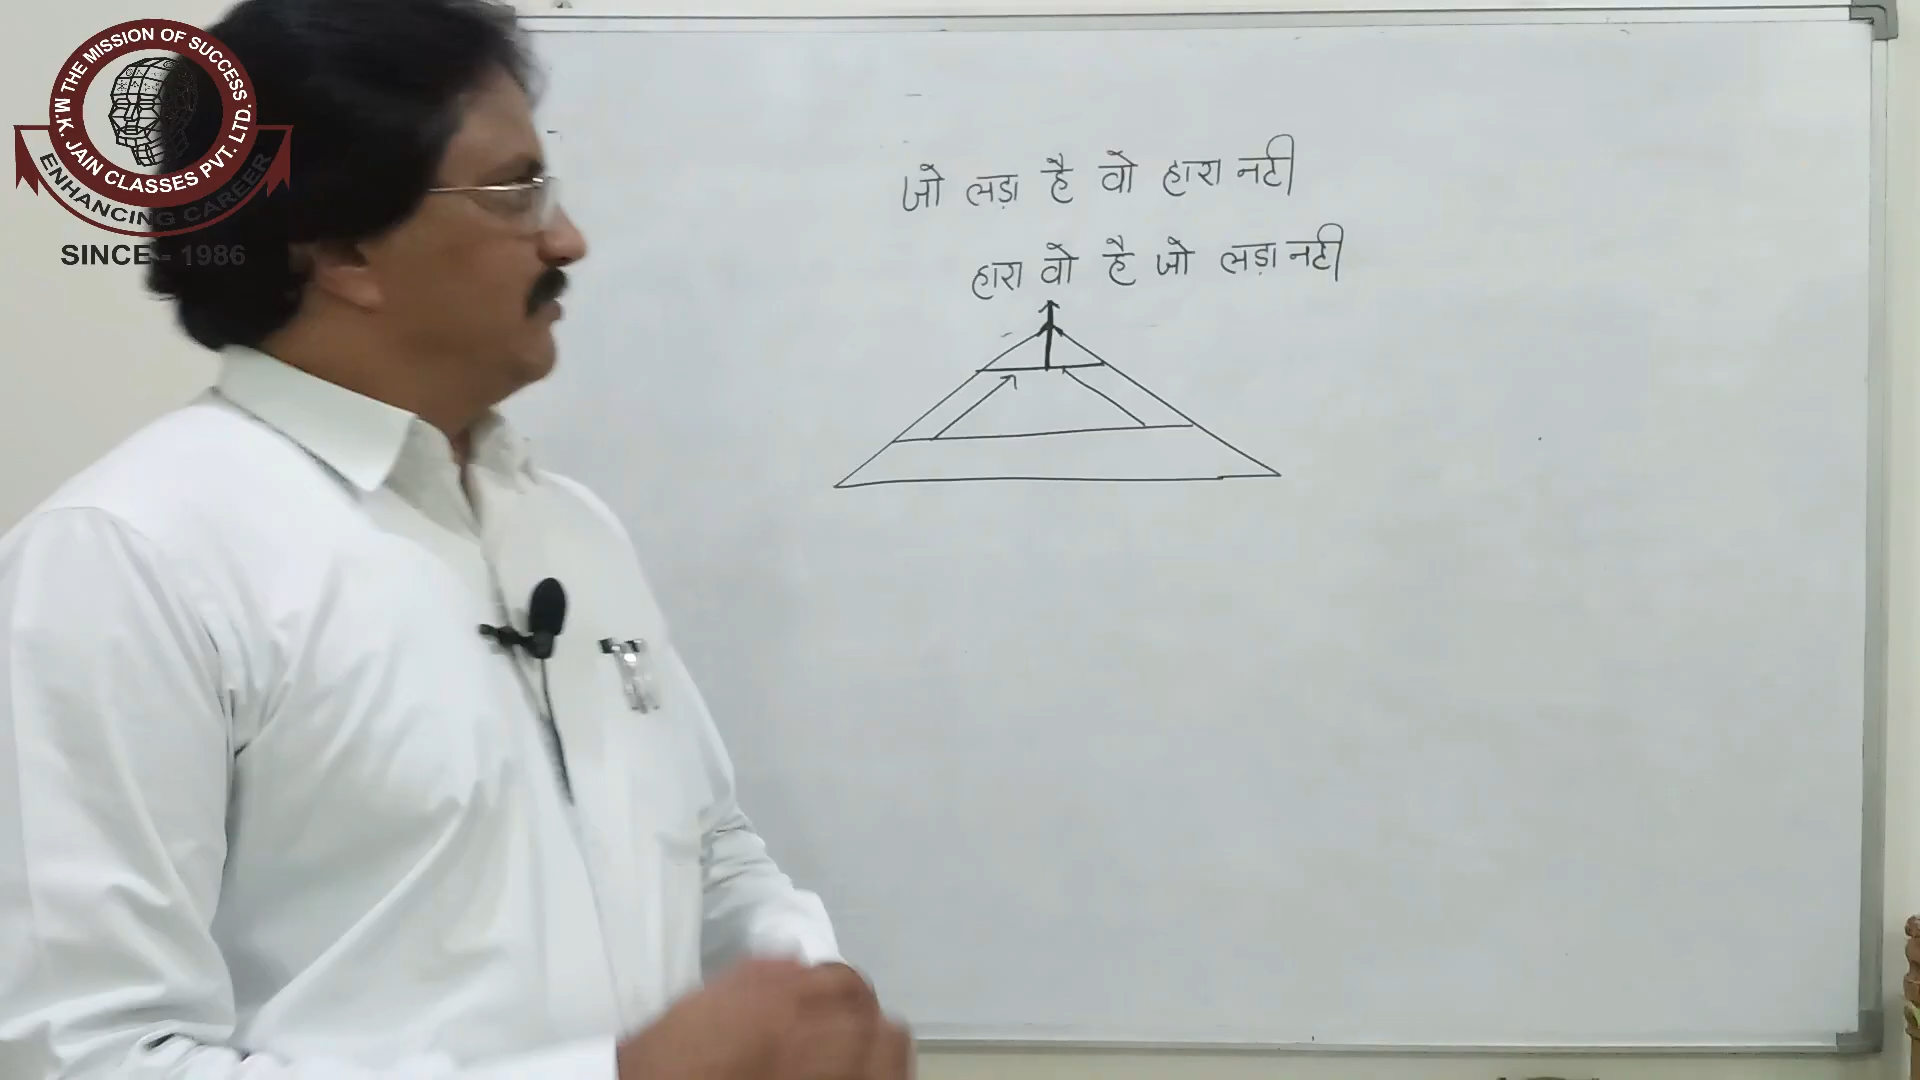 M.K. JAIN CLASSES PVT. LTD. THE MISSION OF SUCCESS
ENHANCING CAREER
SINCE - 1986
जो लड़ा है वो हारा नही
हारा वो है जो लड़ा नही